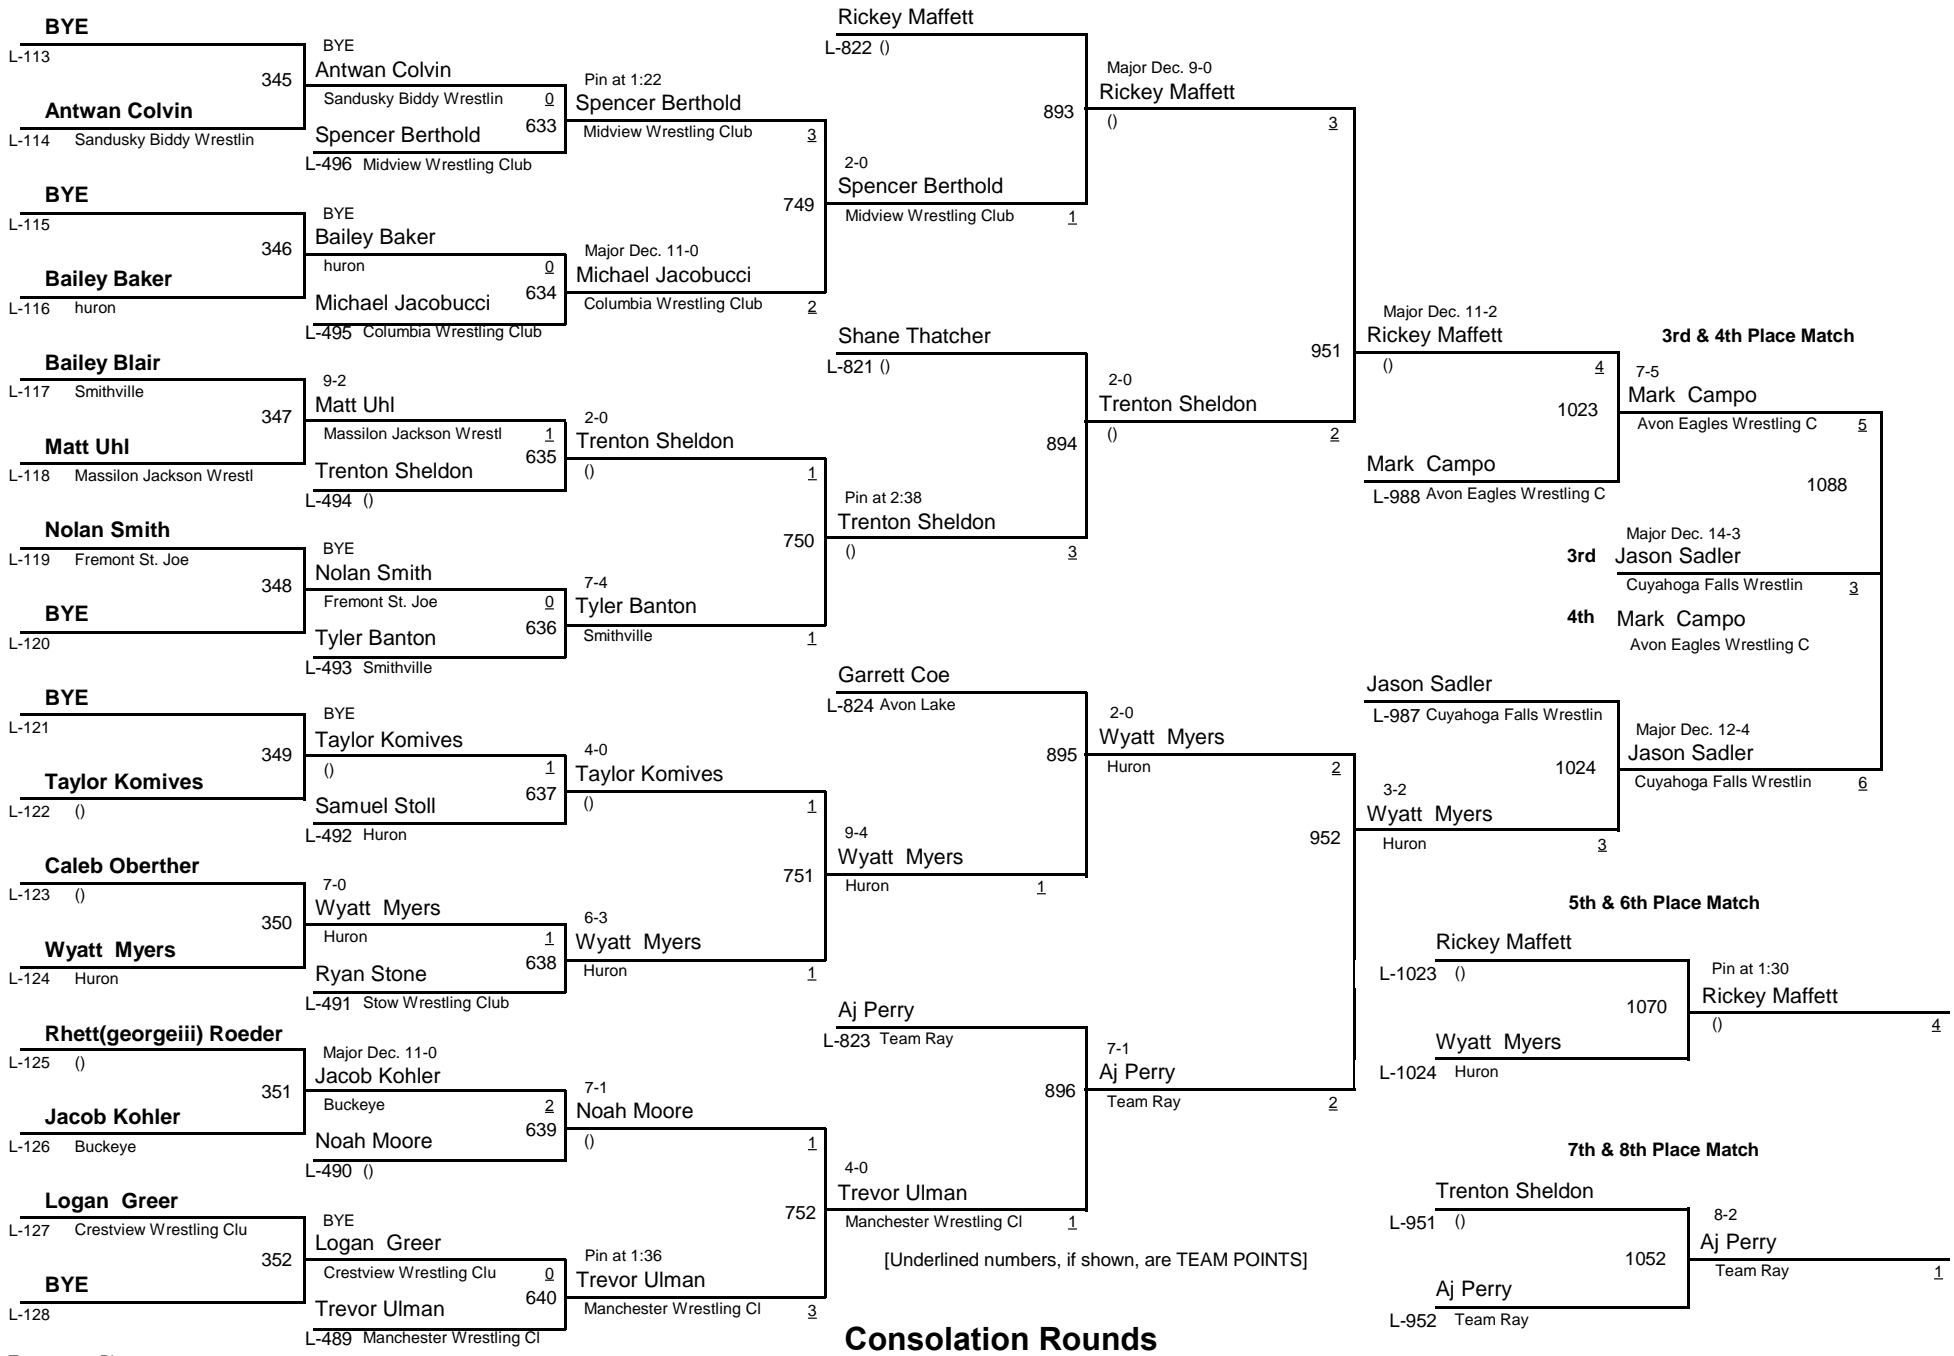 BYE
L-113
345
Antwan Colvin
L-114 Sandusky Biddy Wrestlin
BYE
L-115
346
Bailey Baker
L-116 huron
Bailey Blair
L-117 Smithville
347
Matt Uhl
L-118 Massilon Jackson Wrestl
Nolan Smith
L-119 Fremont St. Joe
348
BYE
L-120
BYE
L-121
349
Taylor Komives
L-122 ()
Caleb Oberther
L-123 ()
350
Wyatt Myers
L-124 Huron
Rhett(georgeiii) Roeder
L-125 ()
351
Jacob Kohler
L-126 Buckeye
Logan Greer
L-127 Crestview Wrestling Clu
352
BYE
L-128
BYE
Antwan Colvin
Sandusky Biddy Wrestlin 0
633
Spencer Berthold
L-496 Midview Wrestling Club
BYE
Bailey Baker
huron 0
634
Michael Jacobucci
L-495 Columbia Wrestling Club
9-2
Matt Uhl
Massilon Jackson Wrestl 1
635
Trenton Sheldon
L-494 ()
BYE
Nolan Smith
Fremont St. Joe 0
636
Tyler Banton
L-493 Smithville
BYE
Taylor Komives
() 1
637
Samuel Stoll
L-492 Huron
7-0
Wyatt Myers
Huron 1
638
Ryan Stone
L-491 Stow Wrestling Club
Major Dec. 11-0
Jacob Kohler
Buckeye 2
639
Noah Moore
L-490 ()
BYE
Logan Greer
Crestview Wrestling Clu 0
640
Trevor Ulman
L-489 Manchester Wrestling Cl
Pin at 1:22
Spencer Berthold
Midview Wrestling Club 3
749
Major Dec. 11-0
Michael Jacobucci
Columbia Wrestling Club 2
2-0
Trenton Sheldon
() 1
750
7-4
Tyler Banton
Smithville 1
4-0
Taylor Komives
() 1
751
6-3
Wyatt Myers
Huron 1
7-1
Noah Moore
() 1
752
Pin at 1:36
Trevor Ulman
Manchester Wrestling Cl 3
Rickey Maffett
L-822 ()
893
2-0
Spencer Berthold
Midview Wrestling Club 1
Shane Thatcher
L-821 ()
894
Pin at 2:38
Trenton Sheldon
() 3
Garrett Coe
L-824 Avon Lake
895
9-4
Wyatt Myers
Huron 1
Aj Perry
L-823 Team Ray
896
4-0
Trevor Ulman
Manchester Wrestling Cl 1
[Underlined numbers, if shown, are TEAM POINTS]
Consolation Rounds
Major Dec. 9-0
Rickey Maffett
() 3
951
2-0
Trenton Sheldon
() 2
2-0
Wyatt Myers
Huron 2
952
7-1
Aj Perry
Team Ray 2
Major Dec. 11-2
Rickey Maffett
() 4
1023
Mark Campo
L-988 Avon Eagles Wrestling C
Jason Sadler
L-987 Cuyahoga Falls Wrestlin
1024
3-2
Wyatt Myers
Huron 3
3rd & 4th Place Match
7-5
Mark Campo
Avon Eagles Wrestling C 5
1088
Major Dec. 14-3
3rd Jason Sadler
Cuyahoga Falls Wrestlin 3
4th Mark Campo
Avon Eagles Wrestling C
Major Dec. 12-4
Jason Sadler
Cuyahoga Falls Wrestlin 6
5th & 6th Place Match
Rickey Maffett
L-1023 ()
1070
Wyatt Myers
L-1024 Huron
Pin at 1:30
Rickey Maffett
() 4
7th & 8th Place Match
Trenton Sheldon
L-951 ()
1052
Aj Perry
L-952 Team Ray
8-2
Aj Perry
Team Ray 1